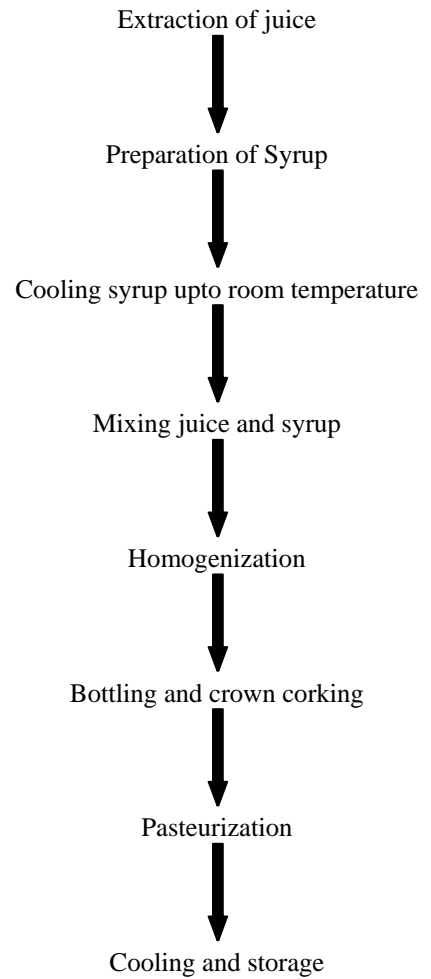 Extraction of juice
Preparation of Syrup
Cooling syrup upto room temperature
Mixing juice and syrup
Homogenization
Bottling and crown corking
Pasteurization
Cooling and storage